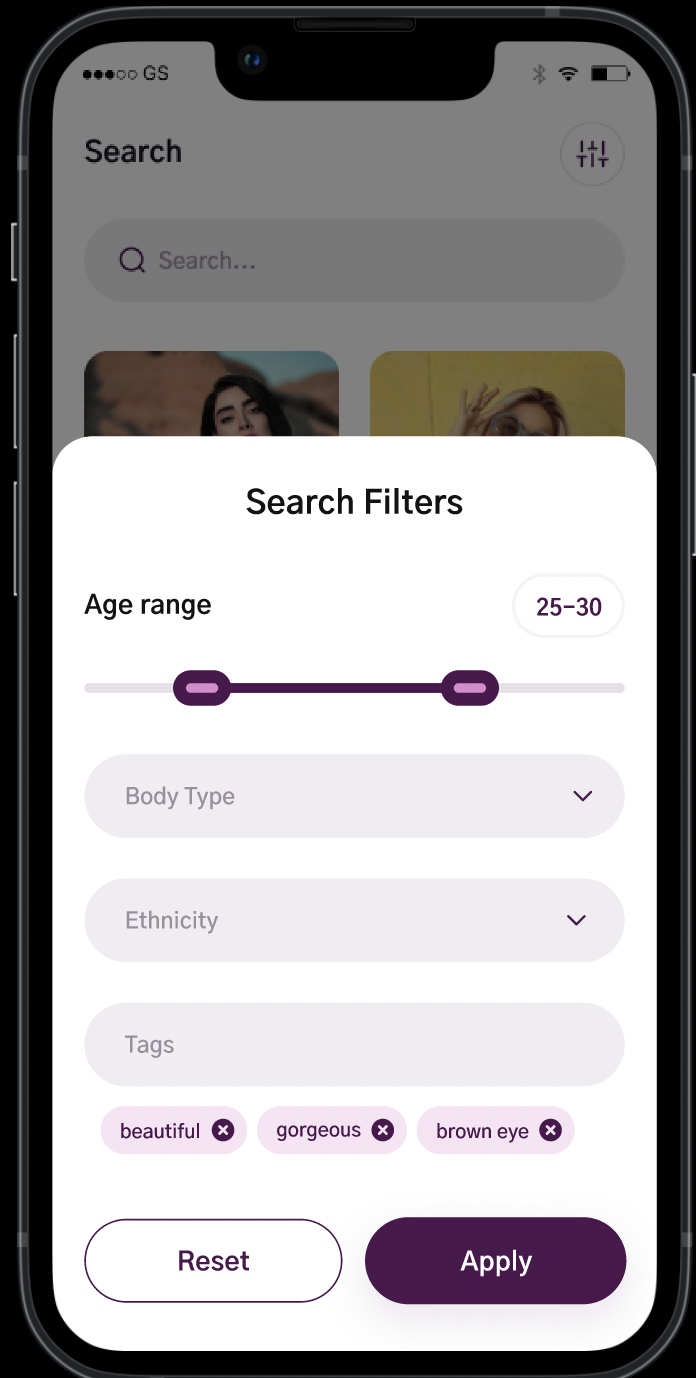 GS
Search
Search...
Search Filters
Age range
25-30
Body Type
Ethnicity
Tags
beautiful gorgeous brown eye
Reset Apply